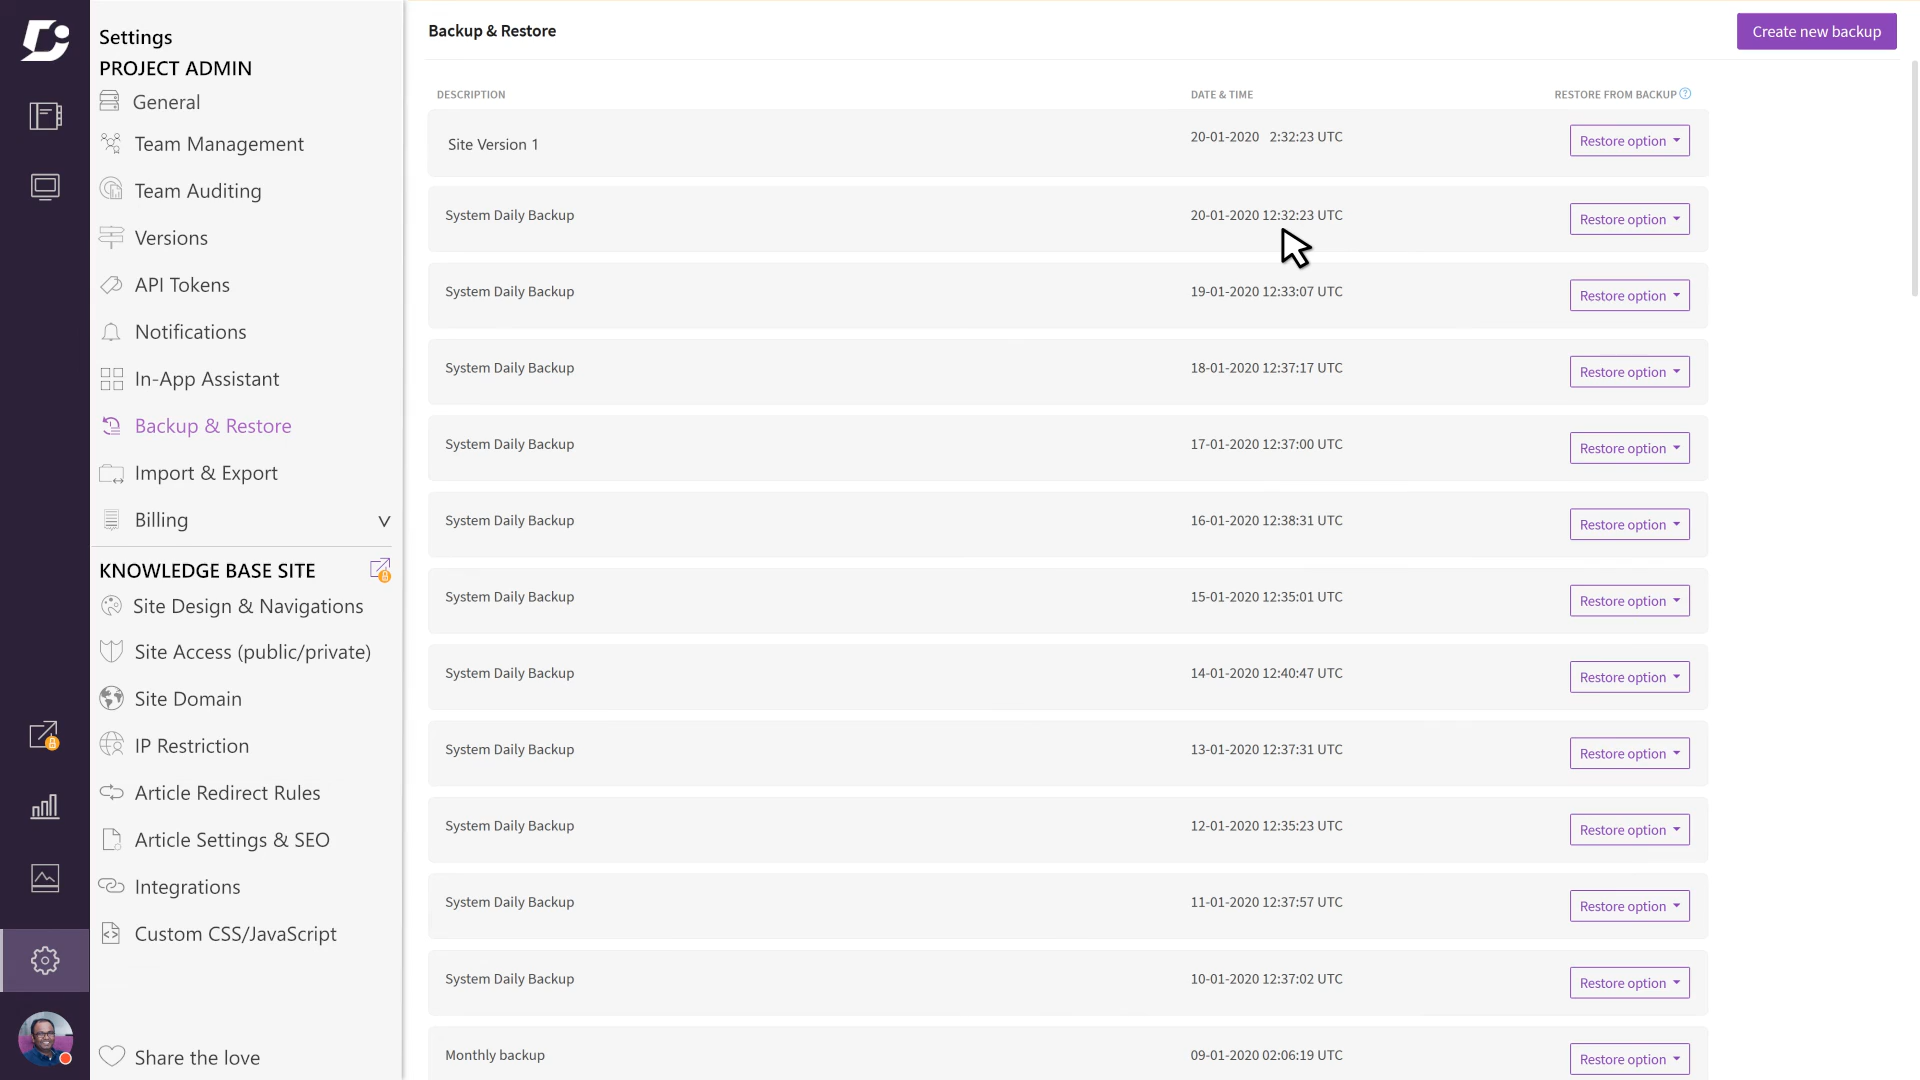 Settings
PROJECT ADMIN
General
Team Management
Team Auditing
Versions
API Tokens
Notifications
In-App Assistant
Backup & Restore
Import & Export
Billing
KNOWLEDGE BASE SITE
Site Design & Navigations
Site Access (public/private)
Site Domain
IP Restriction
Article Redirect Rules
Article Settings & SEO
Integrations
Custom CSS/JavaScript
Share the love
Backup & Restore
Create new backup
DESCRIPTION DATE & TIME RESTORE FROM BACKUP ?
Site Version 1 20-01-2020 2:32:23 UTC Restore option
System Daily Backup 20-01-2020 12:32:23 UTC Restore option
System Daily Backup 19-01-2020 12:33:07 UTC Restore option
System Daily Backup 18-01-2020 12:37:17 UTC Restore option
System Daily Backup 17-01-2020 12:37:00 UTC Restore option
System Daily Backup 16-01-2020 12:38:31 UTC Restore option
System Daily Backup 15-01-2020 12:35:01 UTC Restore option
System Daily Backup 14-01-2020 12:40:47 UTC Restore option
System Daily Backup 13-01-2020 12:37:31 UTC Restore option
System Daily Backup 12-01-2020 12:35:23 UTC Restore option
System Daily Backup 11-01-2020 12:37:57 UTC Restore option
System Daily Backup 10-01-2020 12:37:02 UTC Restore option
Monthly backup 09-01-2020 02:06:19 UTC Restore option